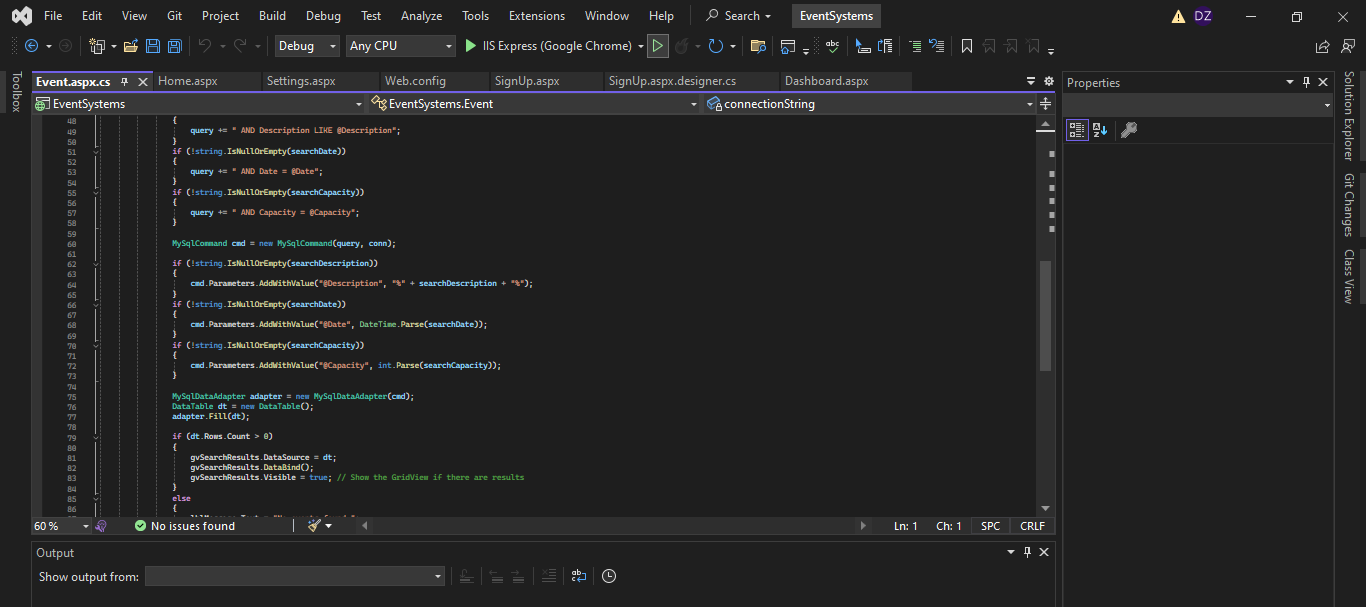 File Edit View Git Project Build Debug Test Analyze Tools Extensions Window Help Search EventSystems DZ
Debug Any CPU IIS Express (Google Chrome)
Toolbox
Event.aspx.cs Home.aspx Settings.aspx Web.config SignUp.aspx SignUp.aspx.designer.cs Dashboard.aspx
EventSystems EventSystems.Event connectionString
48 {
49 query += " AND Description LIKE @Description";
50 }
51 if (!string.IsNullOrEmpty(searchDate))
52 {
53 query += " AND Date = @Date";
54 }
55 if (!string.IsNullOrEmpty(searchCapacity))
56 {
57 query += " AND Capacity = @Capacity";
58 }
59
60 MySqlCommand cmd = new MySqlCommand(query, conn);
61
62 if (!string.IsNullOrEmpty(searchDescription))
63 {
64 cmd.Parameters.AddWithValue("@Description", "%" + searchDescription + "%");
65 }
66 if (!string.IsNullOrEmpty(searchDate))
67 {
68 cmd.Parameters.AddWithValue("@Date", DateTime.Parse(searchDate));
69 }
70 if (!string.IsNullOrEmpty(searchCapacity))
71 {
72 cmd.Parameters.AddWithValue("@Capacity", int.Parse(searchCapacity));
73 }
74
75 MySqlDataAdapter adapter = new MySqlDataAdapter(cmd);
76 DataTable dt = new DataTable();
77 adapter.Fill(dt);
78
79 if (dt.Rows.Count > 0)
80 {
81 gvSearchResults.DataSource = dt;
82 gvSearchResults.DataBind();
83 gvSearchResults.Visible = true; // Show the GridView if there are results
84 }
85 else
86 {
60 % No issues found Ln: 1 Ch: 1 SPC CRLF
Output
Show output from:
Properties
Solution Explorer
Git Changes
Class View